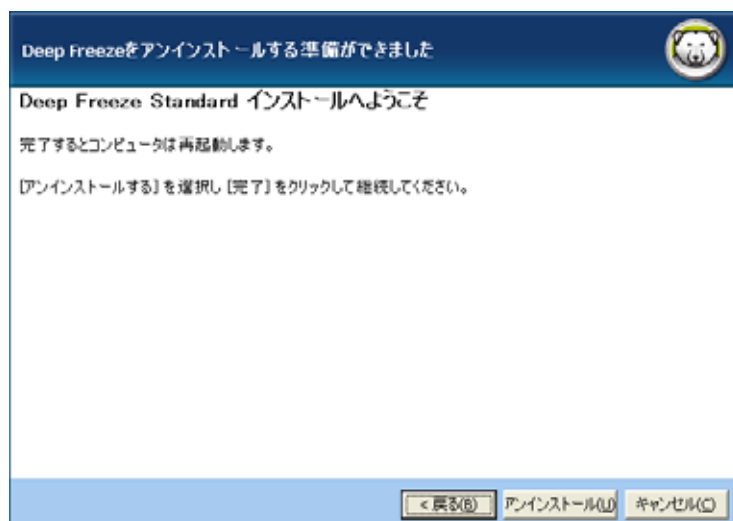 Deep Freezeをアンインストールする準備ができました
Deep Freeze Standard インストールへようこそ
完了するとコンピュータは再起動します。
[アンインストールする] を選択し [完了] をクリックして継続してください。
< 戻る(B)
アンインストール(U)
キャンセル(C)